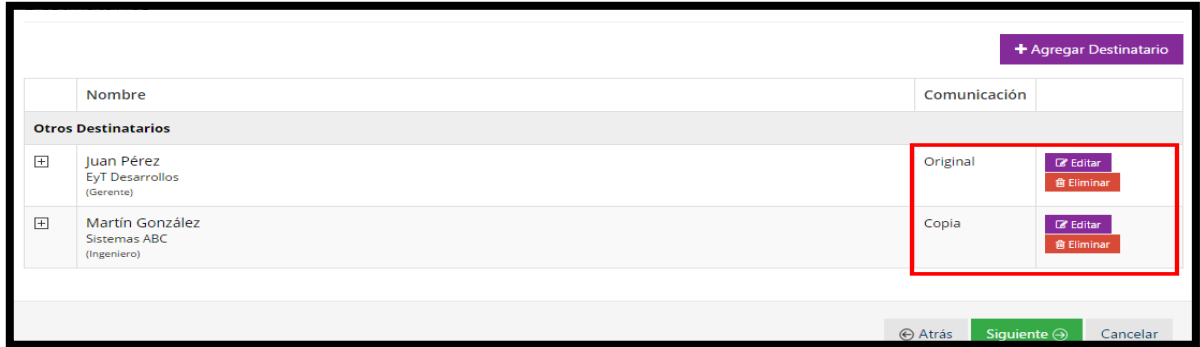 + Agregar Destinatario
Nombre Comunicación
Otros Destinatarios
Juan Pérez Original Editar
EyT Desarrollos
(Gerente) Eliminar
Martín González Copia Editar
Sistemas ABC
(Ingeniero) Eliminar
Atrás Siguiente Cancelar